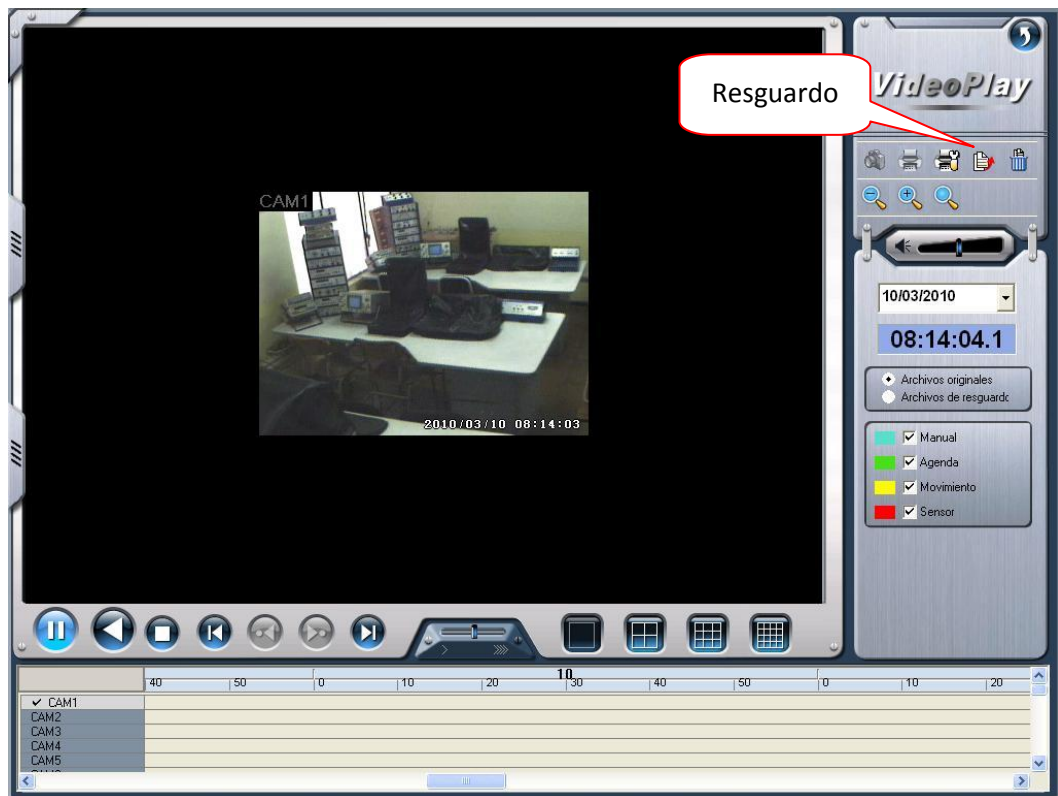 Resguardo
VideoPlay
CAM1
2010/03/10 08:14:03
10/03/2010
08:14:04.1
Archivos originales
Archivos de resguardo
Manual
Agenda
Movimiento
Sensor
10
40 50 0 10 20 30 40 50 0 10 20
CAM1
CAM2
CAM3
CAM4
CAM5